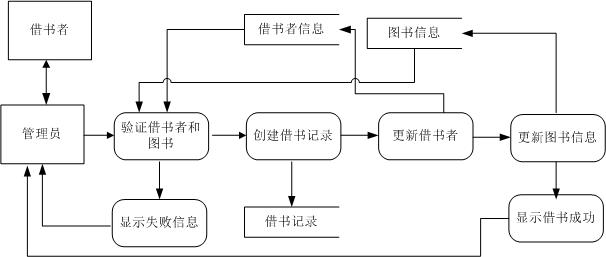 借书者
借书者信息
图书信息
管理员
验证借书者和
图书
创建借书记录
更新借书者
更新图书信息
显示失败信息
借书记录
显示借书成功